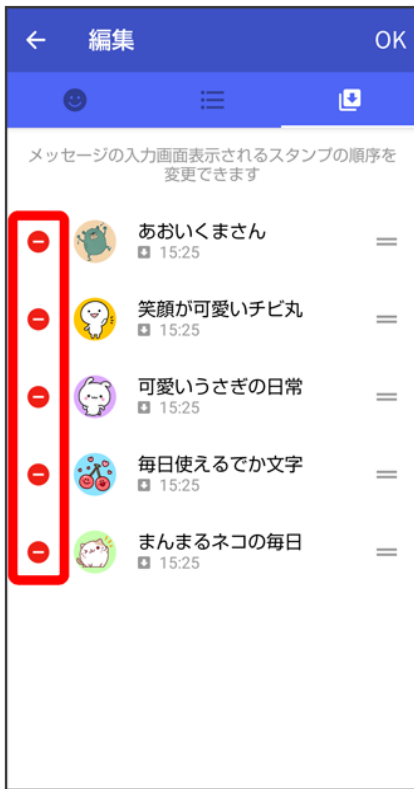 編集
OK
メッセージの入力画面表示されるスタンプの順序を
変更できます
あおいくまさん
15:25
笑顔が可愛いチビ丸
15:25
可愛いうさぎの日常
15:25
毎日使えるでか文字
15:25
まんまるネコの毎日
15:25